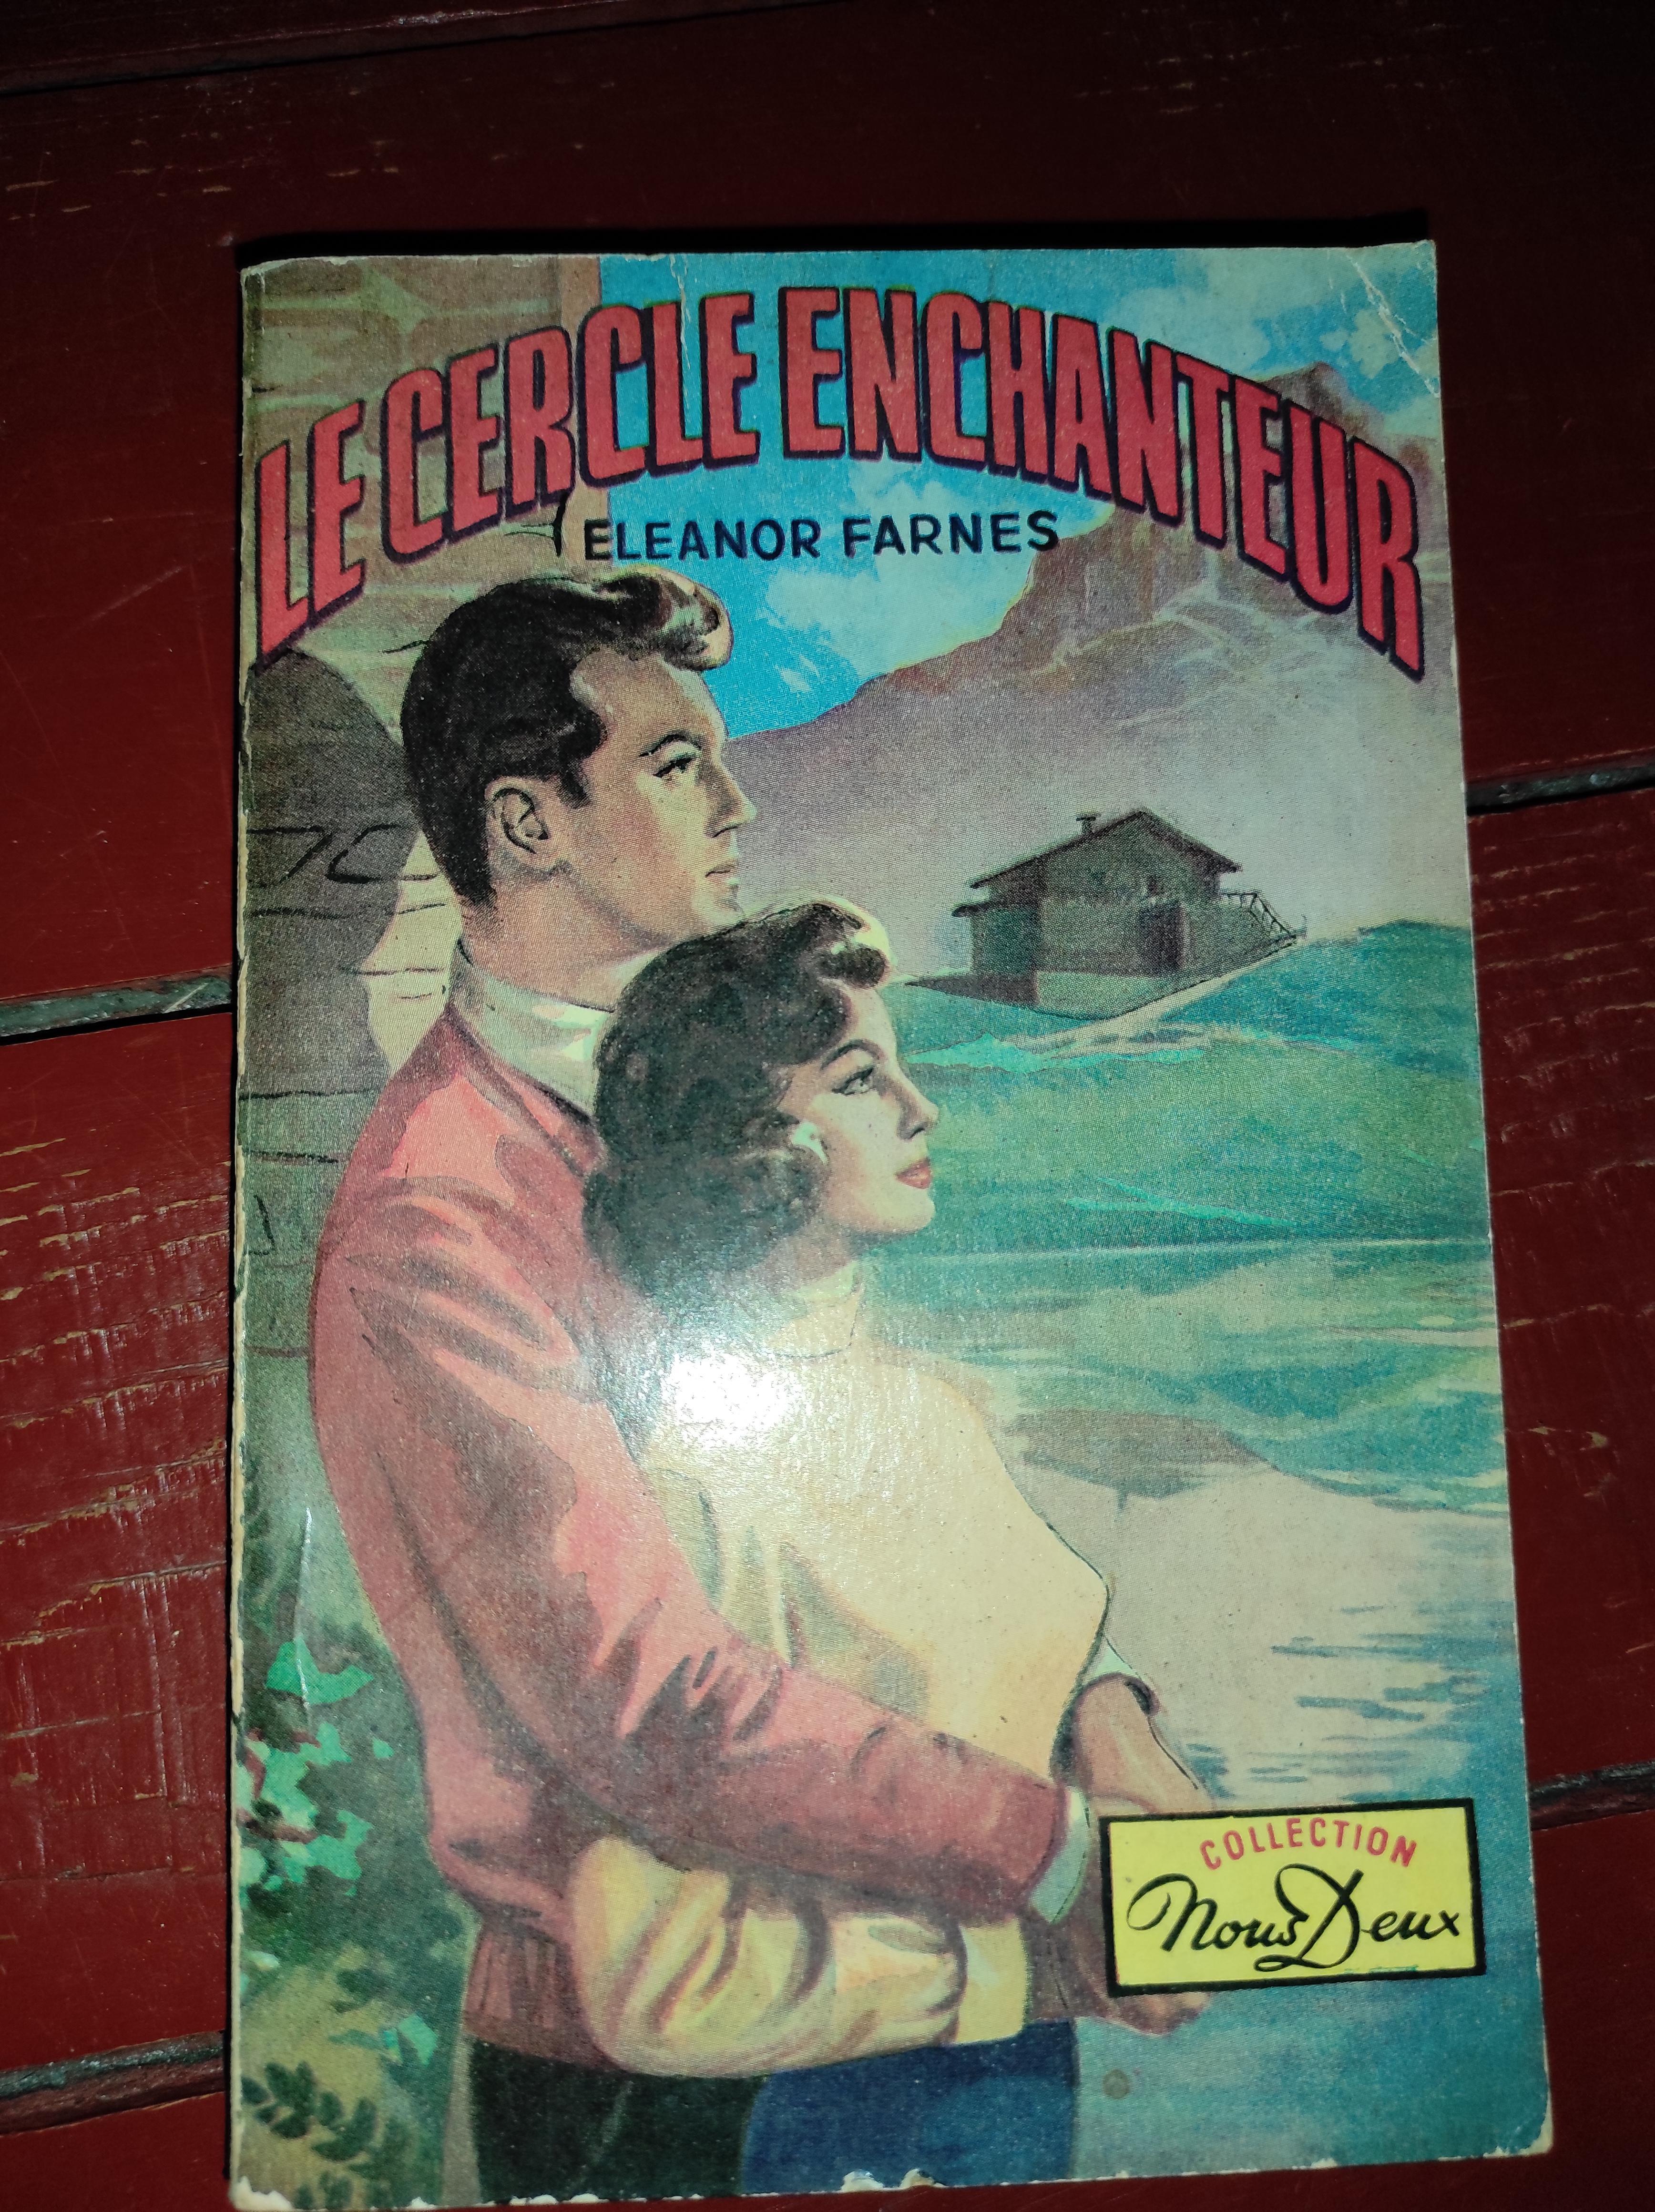 LE CERCLE ENCHANTEUR
ELEANOR FARNES
COLLECTION
Nous Deux